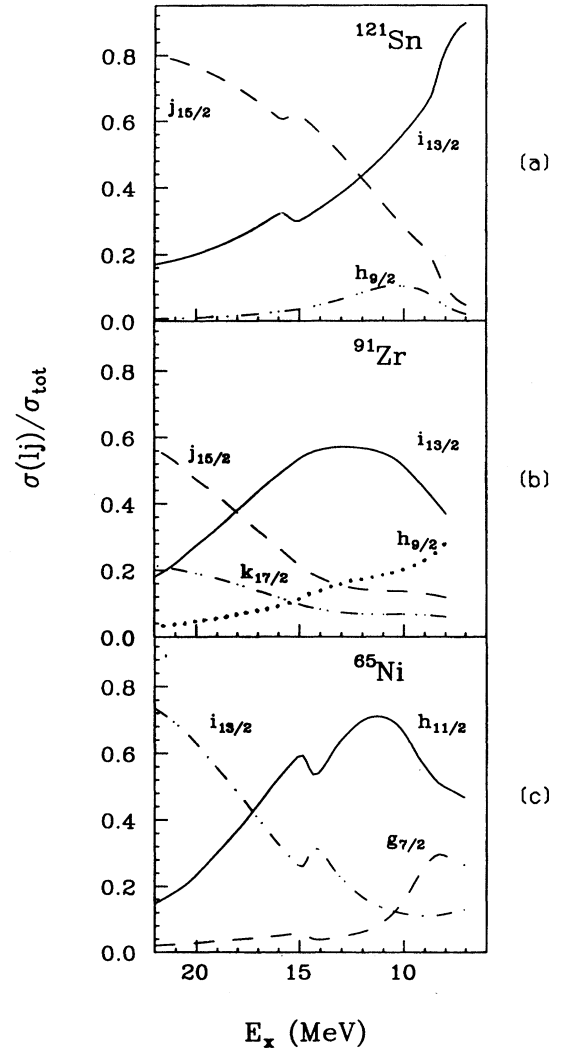 ¹²¹Sn
0.8
j₁₅/₂
0.6
i₁₃/₂
(a)
0.4
0.2
h₉/₂
0.0
⁹¹Zr
0.8
σ(lj)/σtot
0.6
j₁₅/₂
i₁₃/₂
(b)
0.4
h₉/₂
0.2
k₁₇/₂
0.0
⁶⁵Ni
0.8
i₁₃/₂
h₁₁/₂
0.6
(c)
0.4
g₇/₂
0.2
0.0
20 15 10
Eₓ (MeV)